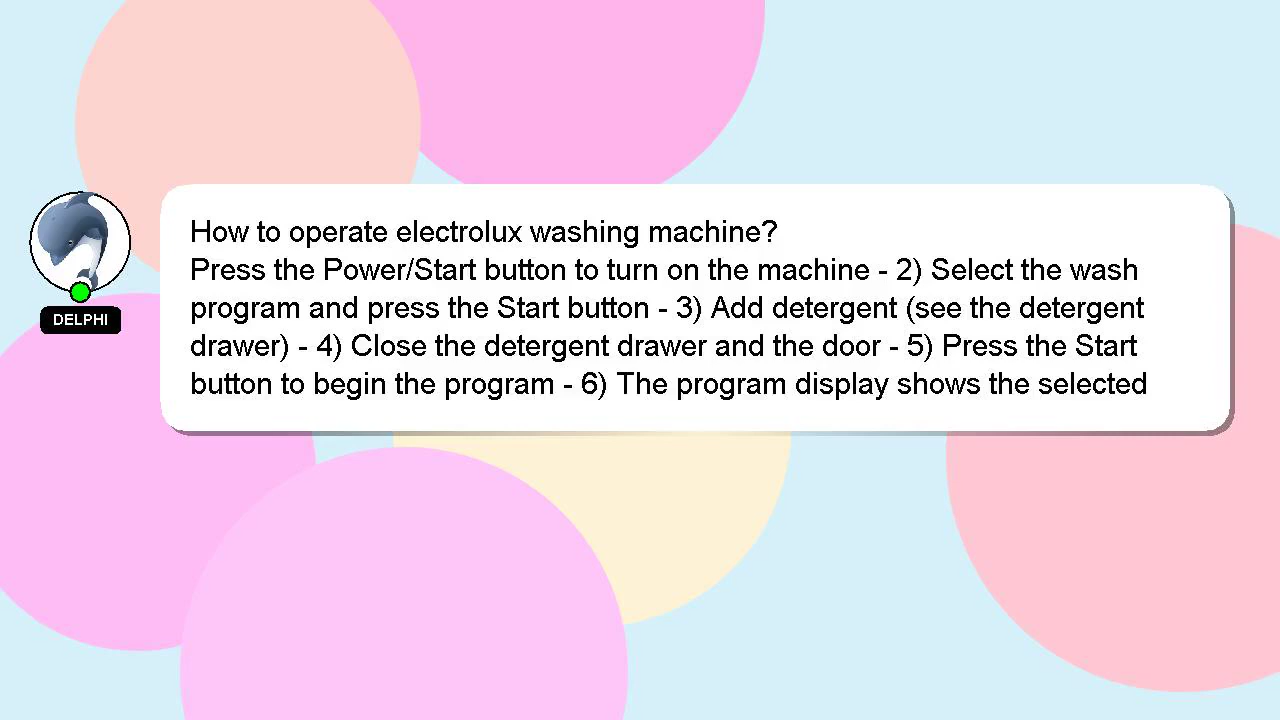 How to operate electrolux washing machine?
Press the Power/Start button to turn on the machine - 2) Select the wash
program and press the Start button - 3) Add detergent (see the detergent
drawer) - 4) Close the detergent drawer and the door - 5) Press the Start
button to begin the program - 6) The program display shows the selected
DELPHI